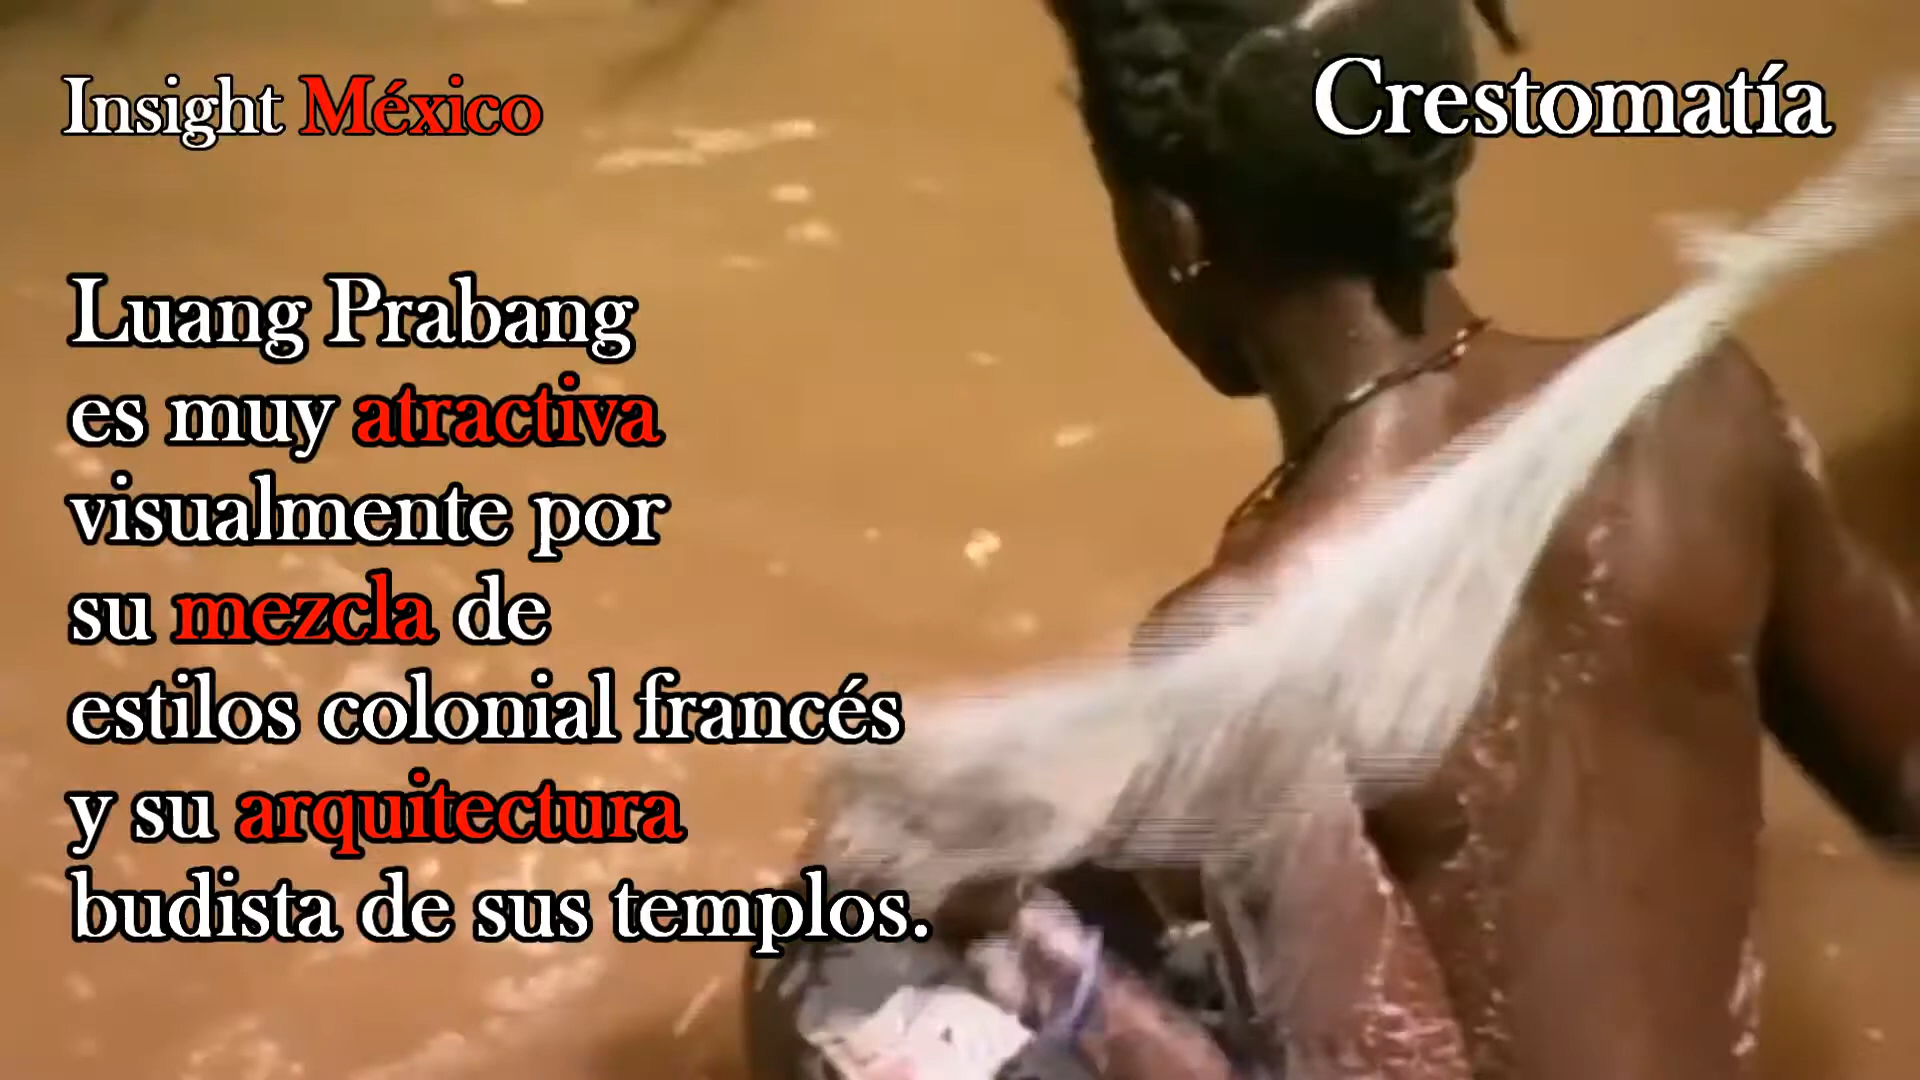 Insight México
Crestomatía
Luang Prabang
es muy atractiva
visualmente por
su mezcla de
estilos colonial francés
y su arquitectura
budista de sus templos.